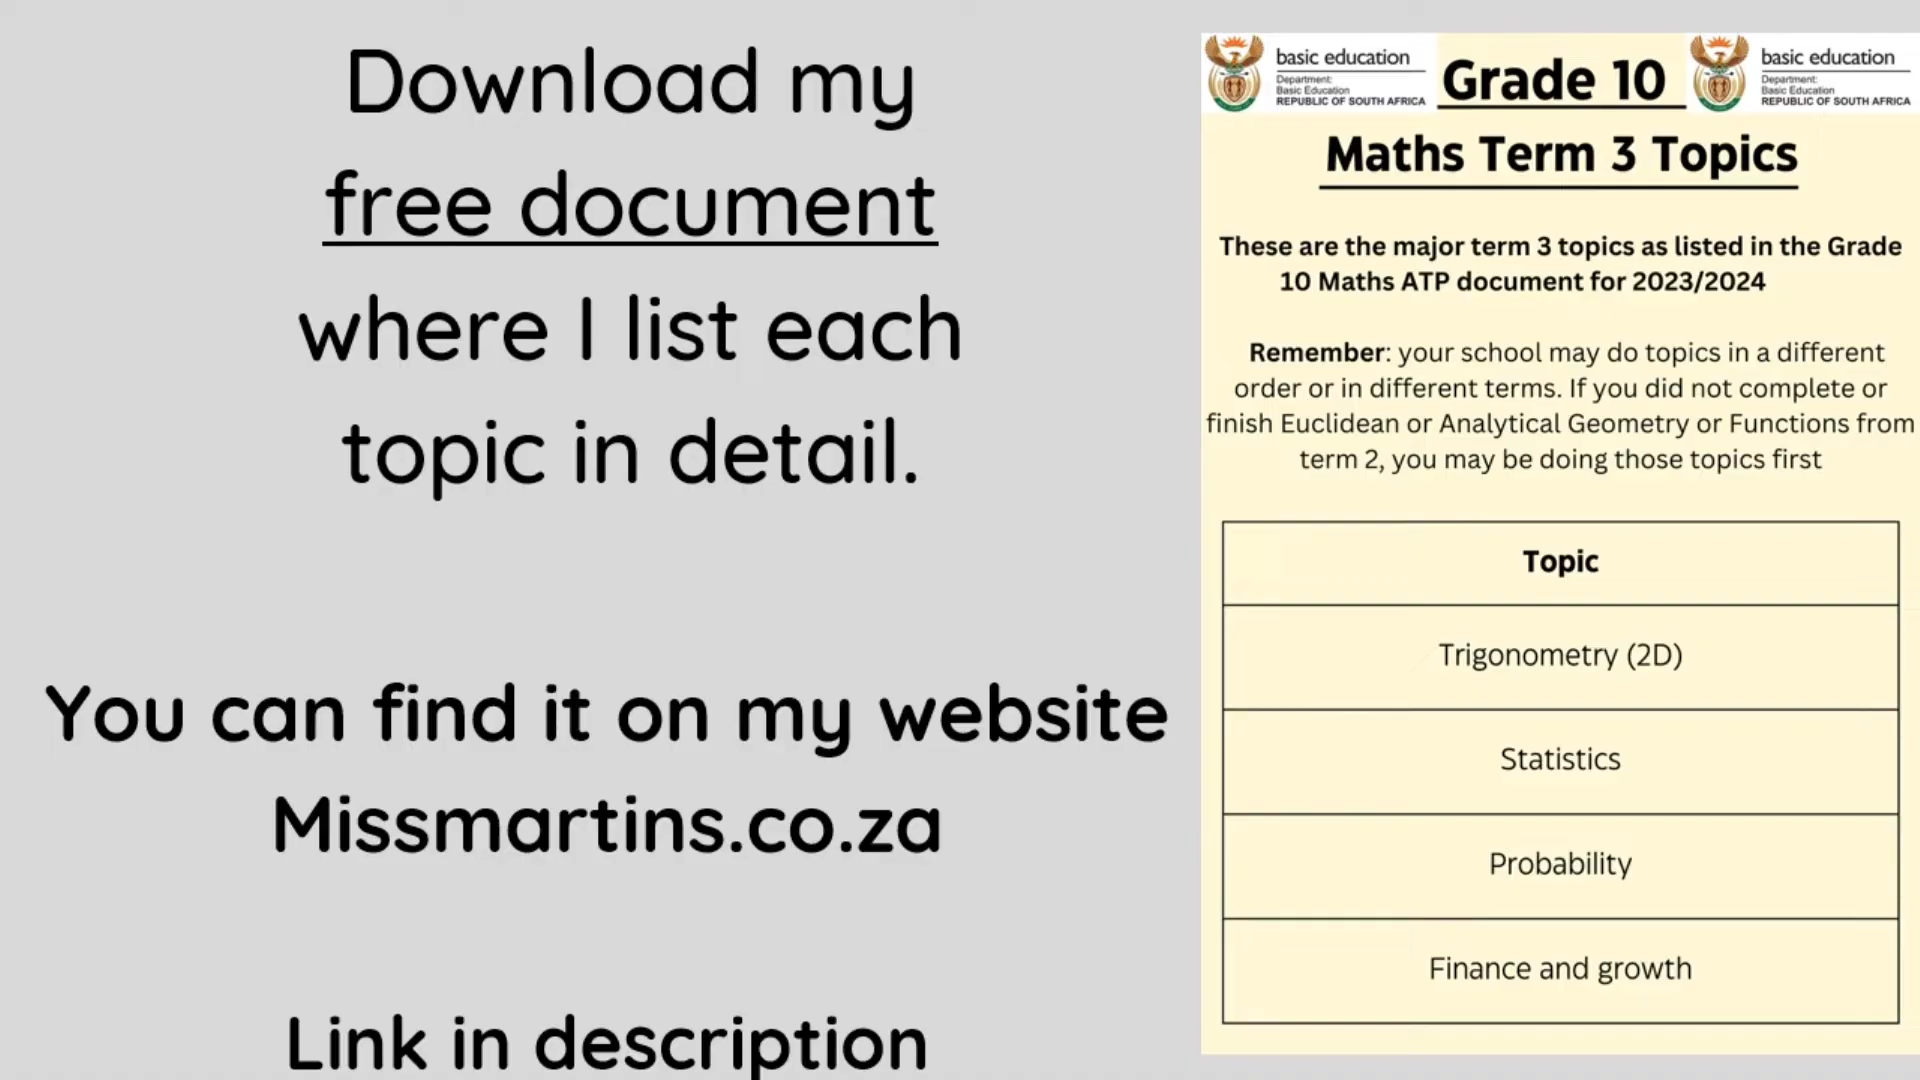 Download my
free document
where I list each
topic in detail.
You can find it on my website
Missmartins.co.za
Link in description
basic education
Department:
Basic Education
REPUBLIC OF SOUTH AFRICA
Grade 10
basic education
Department:
Basic Education
REPUBLIC OF SOUTH AFRICA
Maths Term 3 Topics
These are the major term 3 topics as listed in the Grade
10 Maths ATP document for 2023/2024
Remember: your school may do topics in a different
order or in different terms. If you did not complete or
finish Euclidean or Analytical Geometry or Functions from
term 2, you may be doing those topics first
Topic
Trigonometry (2D)
Statistics
Probability
Finance and growth